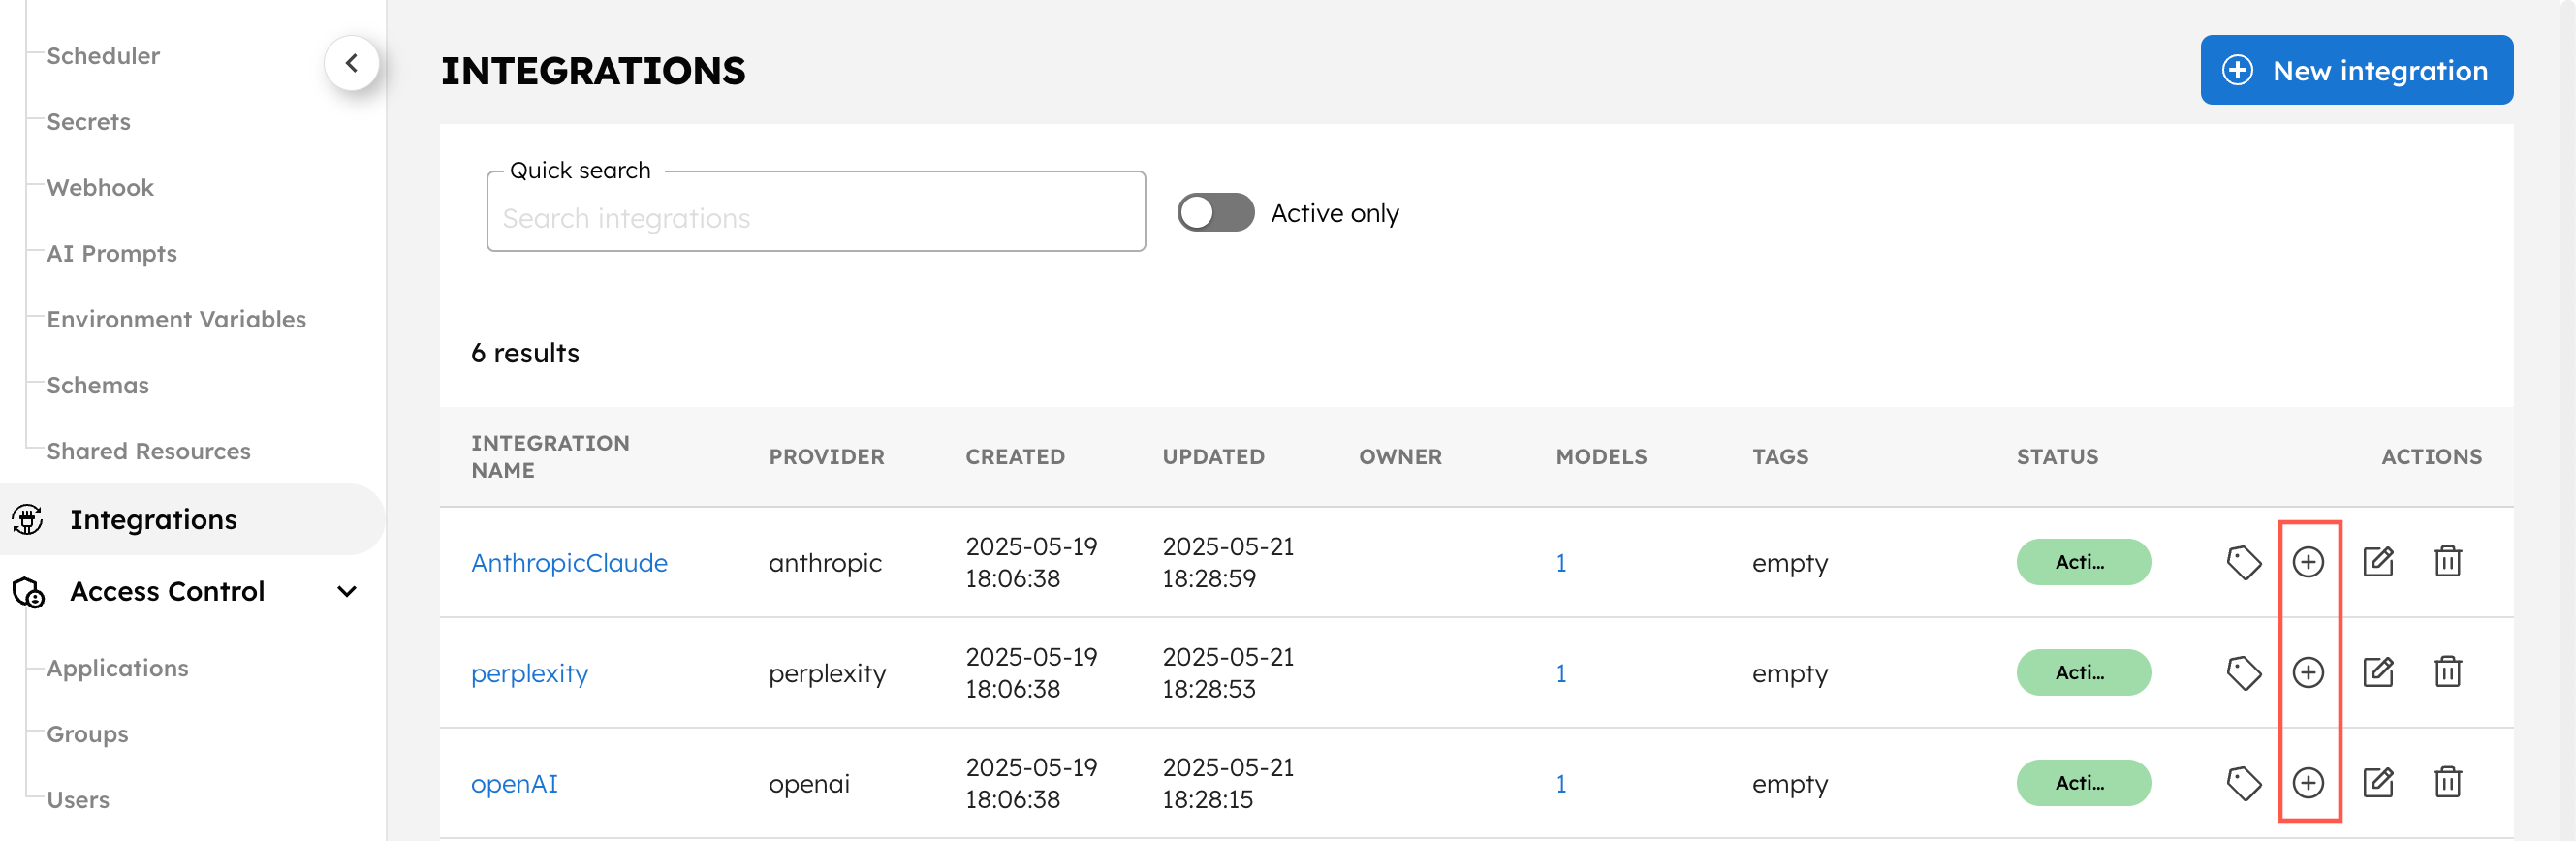 Scheduler
Secrets
Webhook
AI Prompts
Environment Variables
Schemas
Shared Resources
Integrations
Access Control
Applications
Groups
Users
INTEGRATIONS
New integration
Quick search
Search integrations
Active only
6 results
INTEGRATION NAME PROVIDER CREATED UPDATED OWNER MODELS TAGS STATUS ACTIONS
AnthropicClaude anthropic 2025-05-19 18:06:38 2025-05-21 18:28:59 1 empty Acti...
perplexity perplexity 2025-05-19 18:06:38 2025-05-21 18:28:53 1 empty Acti...
openAI openai 2025-05-19 18:06:38 2025-05-21 18:28:15 1 empty Acti...